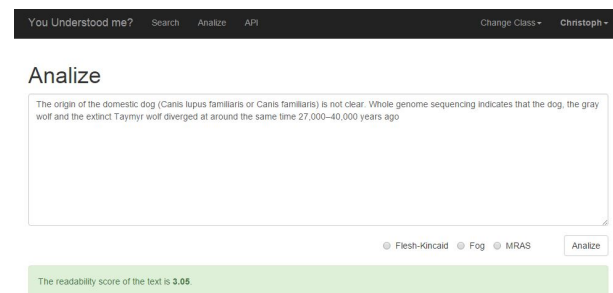 You Understood me? Search Analize API Change Class Christoph
Analize
The origin of the domestic dog (Canis lupus familiaris or Canis familiaris) is not clear. Whole genome sequencing indicates that the dog, the gray
wolf and the extinct Taymyr wolf diverged at around the same time 27,000–40,000 years ago
Flesh-Kincaid Fog MRAS Analize
The readability score of the text is 3.05.